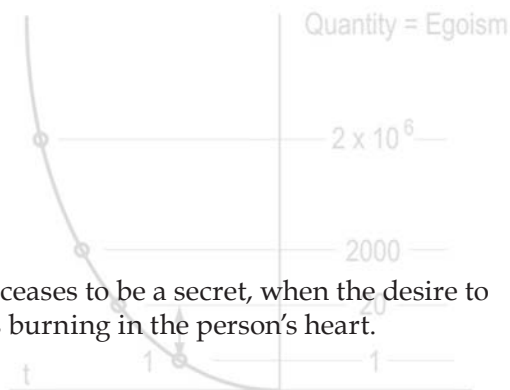 Quantity = Egoism
2 x 10⁶
2000
ceases to be a secret, when the desire to
20
burning in the person’s heart.
1 1
t